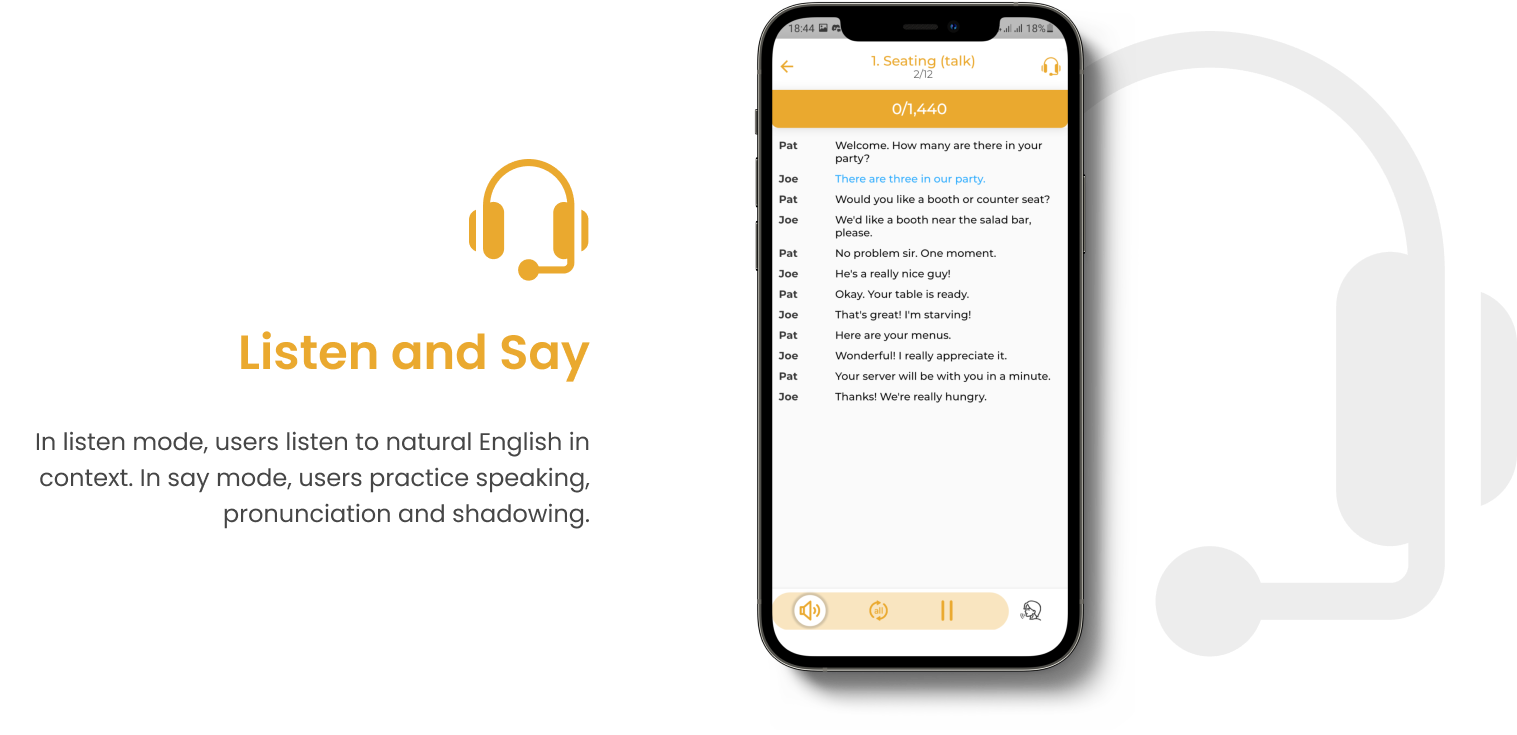 Listen and Say
In listen mode, users listen to natural English in
context. In say mode, users practice speaking,
pronunciation and shadowing.
18:44 18%
1. Seating (talk)
2/12
0/1,440
Pat Welcome. How many are there in your
party?
Joe There are three in our party.
Pat Would you like a booth or counter seat?
Joe We'd like a booth near the salad bar,
please.
Pat No problem sir. One moment.
Joe He's a really nice guy!
Pat Okay. Your table is ready.
Joe That's great! I'm starving!
Pat Here are your menus.
Joe Wonderful! I really appreciate it.
Pat Your server will be with you in a minute.
Joe Thanks! We're really hungry.
all